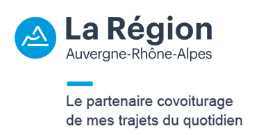 La Région
Auvergne-Rhône-Alpes
Le partenaire covoiturage
de mes trajets du quotidien